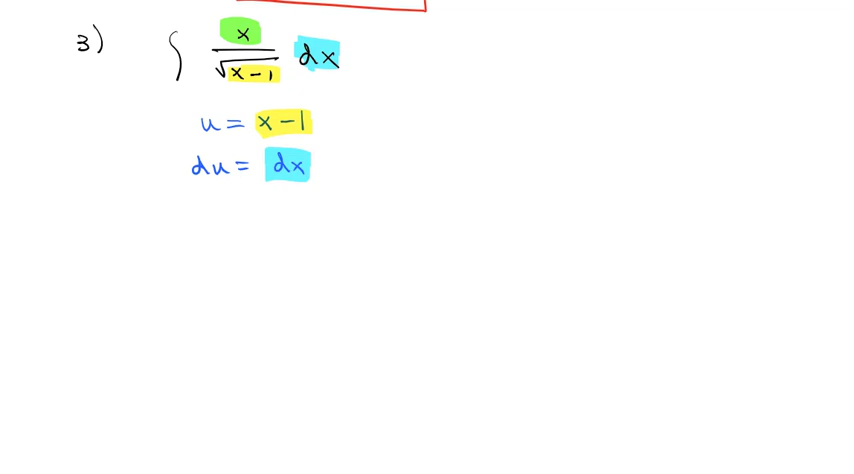 3) ∫ x/√(x-1) dx
u = x-1
du = dx